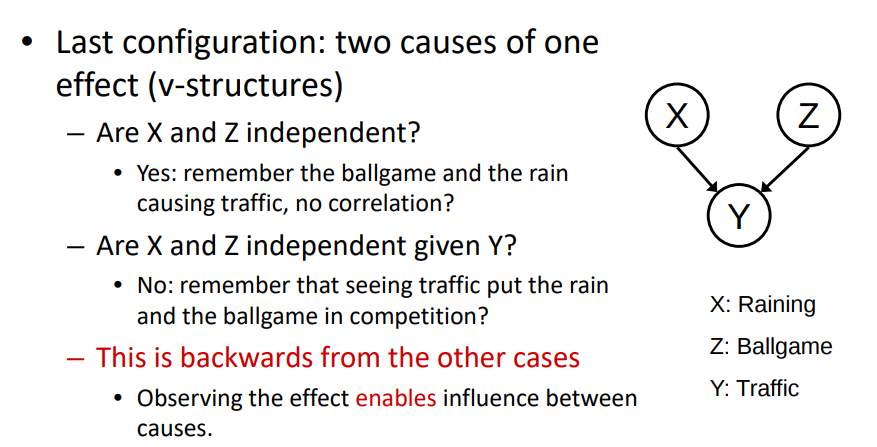 • Last configuration: two causes of one
effect (v-structures)
– Are X and Z independent?
• Yes: remember the ballgame and the rain
causing traffic, no correlation?
– Are X and Z independent given Y?
• No: remember that seeing traffic put the rain
and the ballgame in competition?
– This is backwards from the other cases
• Observing the effect enables influence between
causes.
X
Z
Y
X: Raining
Z: Ballgame
Y: Traffic